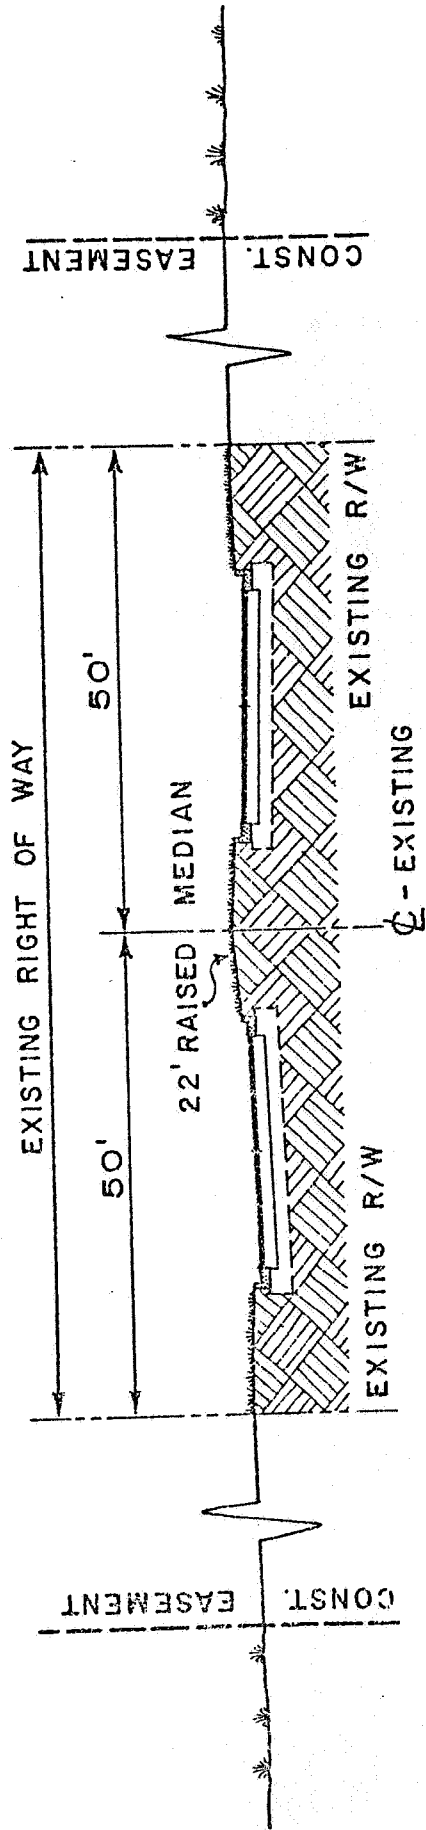 EXISTING RIGHT OF WAY
50'
50'
22' RAISED MEDIAN
CONST. EASEMENT
EXISTING R/W
℄ - EXISTING
EXISTING R/W
CONST. EASEMENT